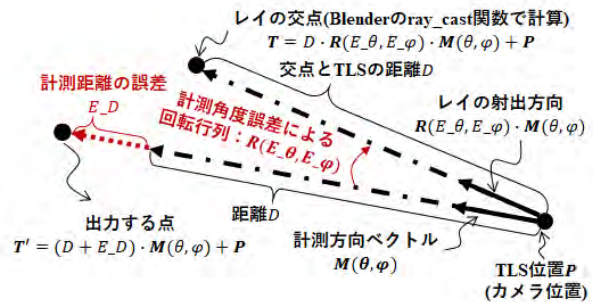 レイの交点(Blenderのray_cast関数で計算)
T = D · R(E_θ, E_φ) · M(θ, φ) + P
交点とTLSの距離D
計測距離の誤差
E_D
計測角度誤差による
回転行列：R(E_θ, E_φ)
レイの射出方向
R(E_θ, E_φ) · M(θ, φ)
出力する点
T′ = (D + E_D) · M(θ, φ) + P
距離D
計測方向ベクトル
M(θ, φ)
TLS位置P
(カメラ位置)